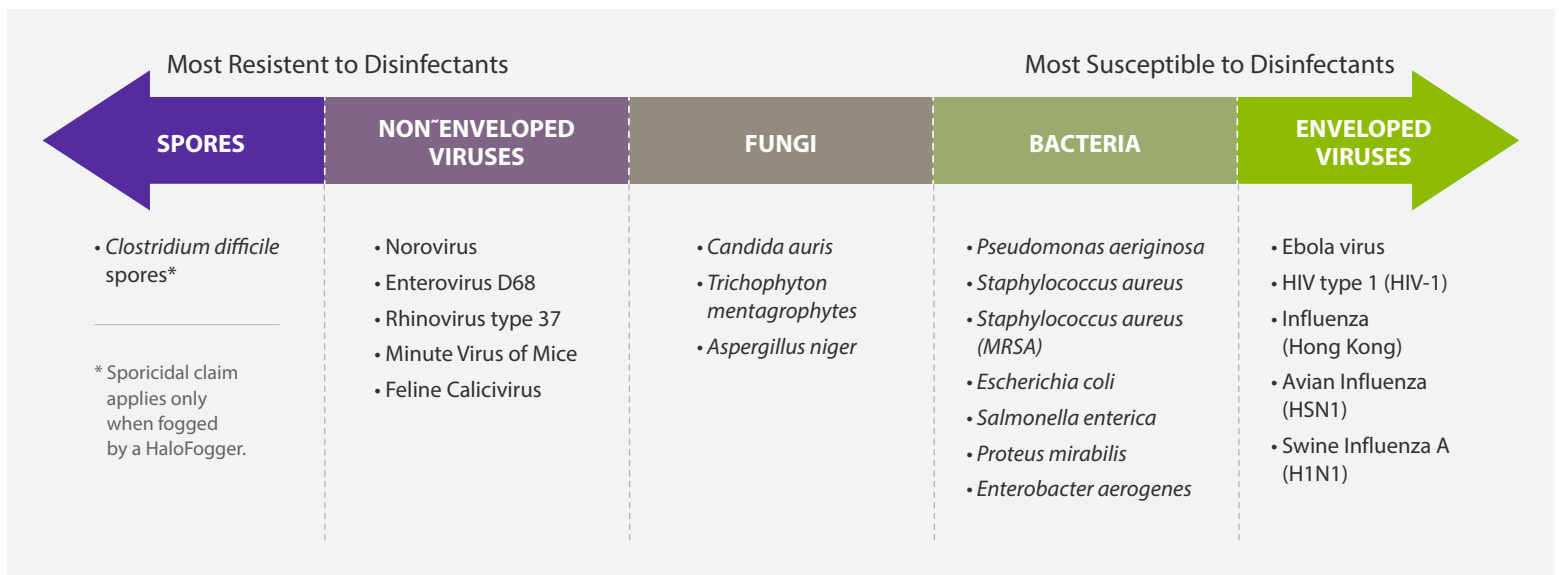 Most Resistent to Disinfectants
Most Susceptible to Disinfectants
SPORES
NON˜ENVELOPED
VIRUSES
FUNGI
BACTERIA
ENVELOPED
VIRUSES
• Clostridium difficile
spores*
* Sporicidal claim
applies only
when fogged
by a HaloFogger.
• Norovirus
• Enterovirus D68
• Rhinovirus type 37
• Minute Virus of Mice
• Feline Calicivirus
• Candida auris
• Trichophyton
mentagrophytes
• Aspergillus niger
• Pseudomonas aeriginosa
• Staphylococcus aureus
• Staphylococcus aureus
(MRSA)
• Escherichia coli
• Salmonella enterica
• Proteus mirabilis
• Enterobacter aerogenes
• Ebola virus
• HIV type 1 (HIV-1)
• Influenza
(Hong Kong)
• Avian Influenza
(HSN1)
• Swine Influenza A
(H1N1)